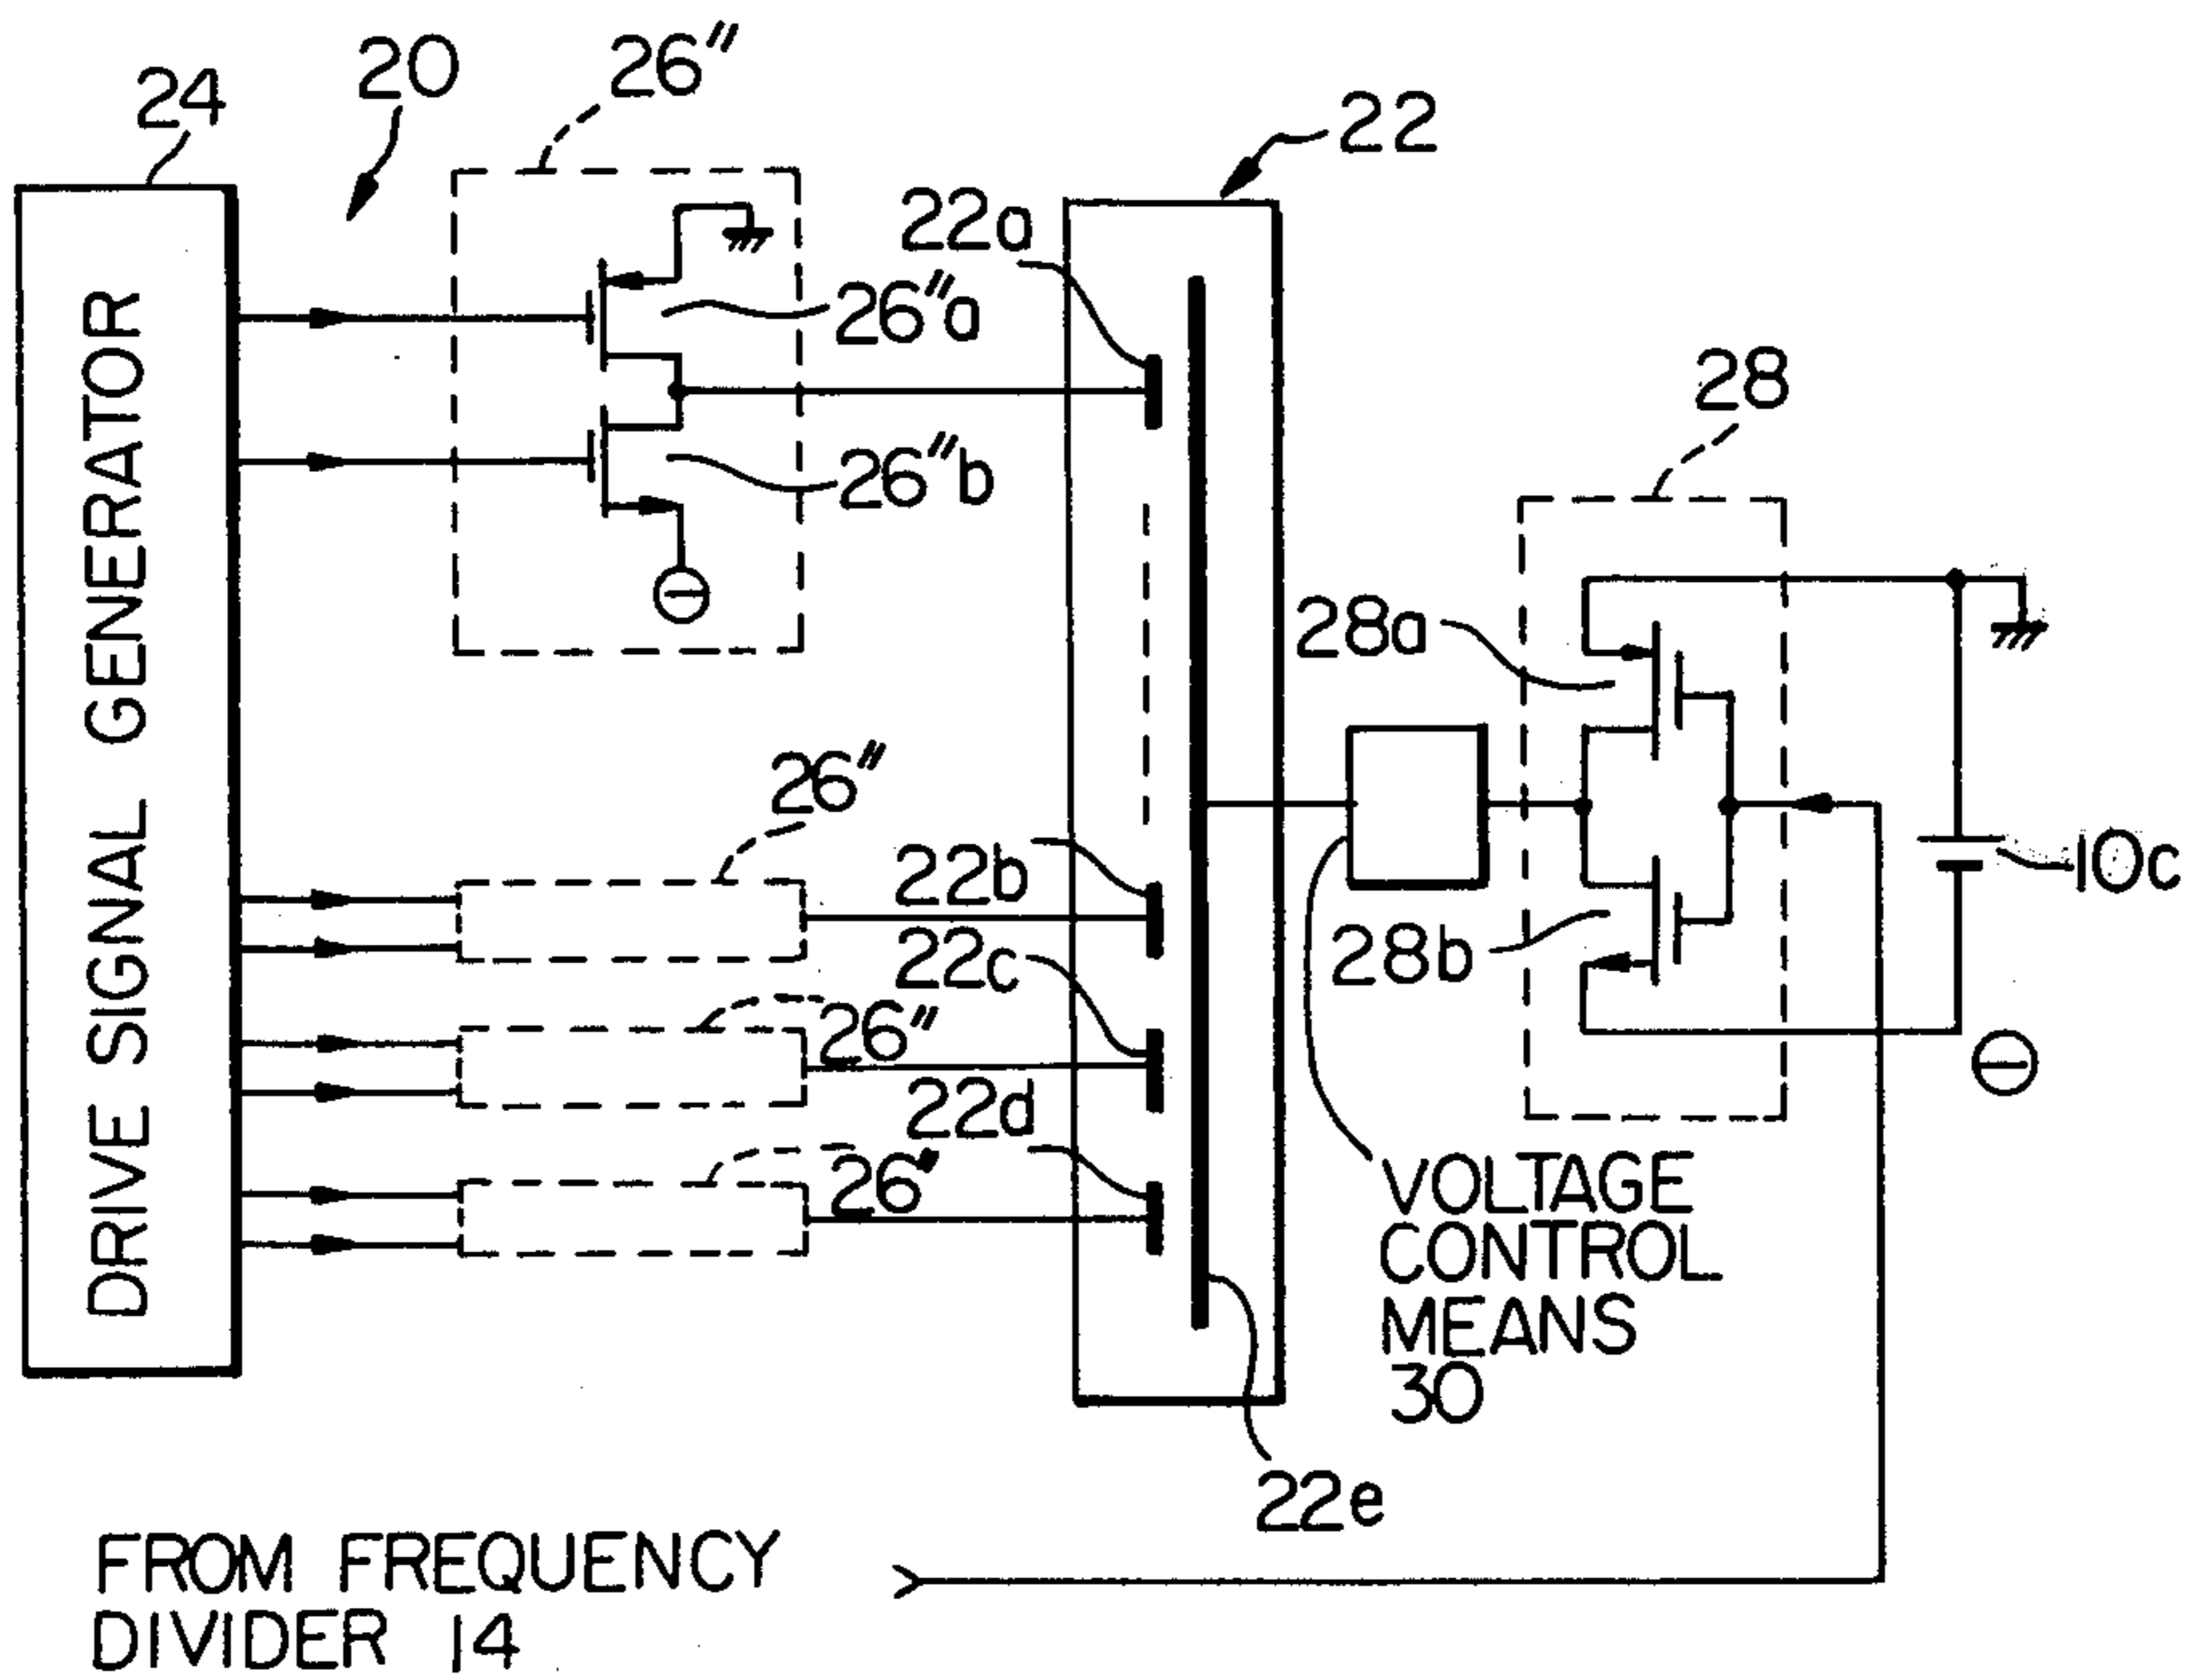 20
26"
24
22
22a
26"a
28
26"b
28a
DRIVE SIGNAL GENERATOR
26"
22b
10c
28b
22c
26"
22d
26"
VOLTAGE
CONTROL
MEANS
30
22e
FROM FREQUENCY
DIVIDER 14